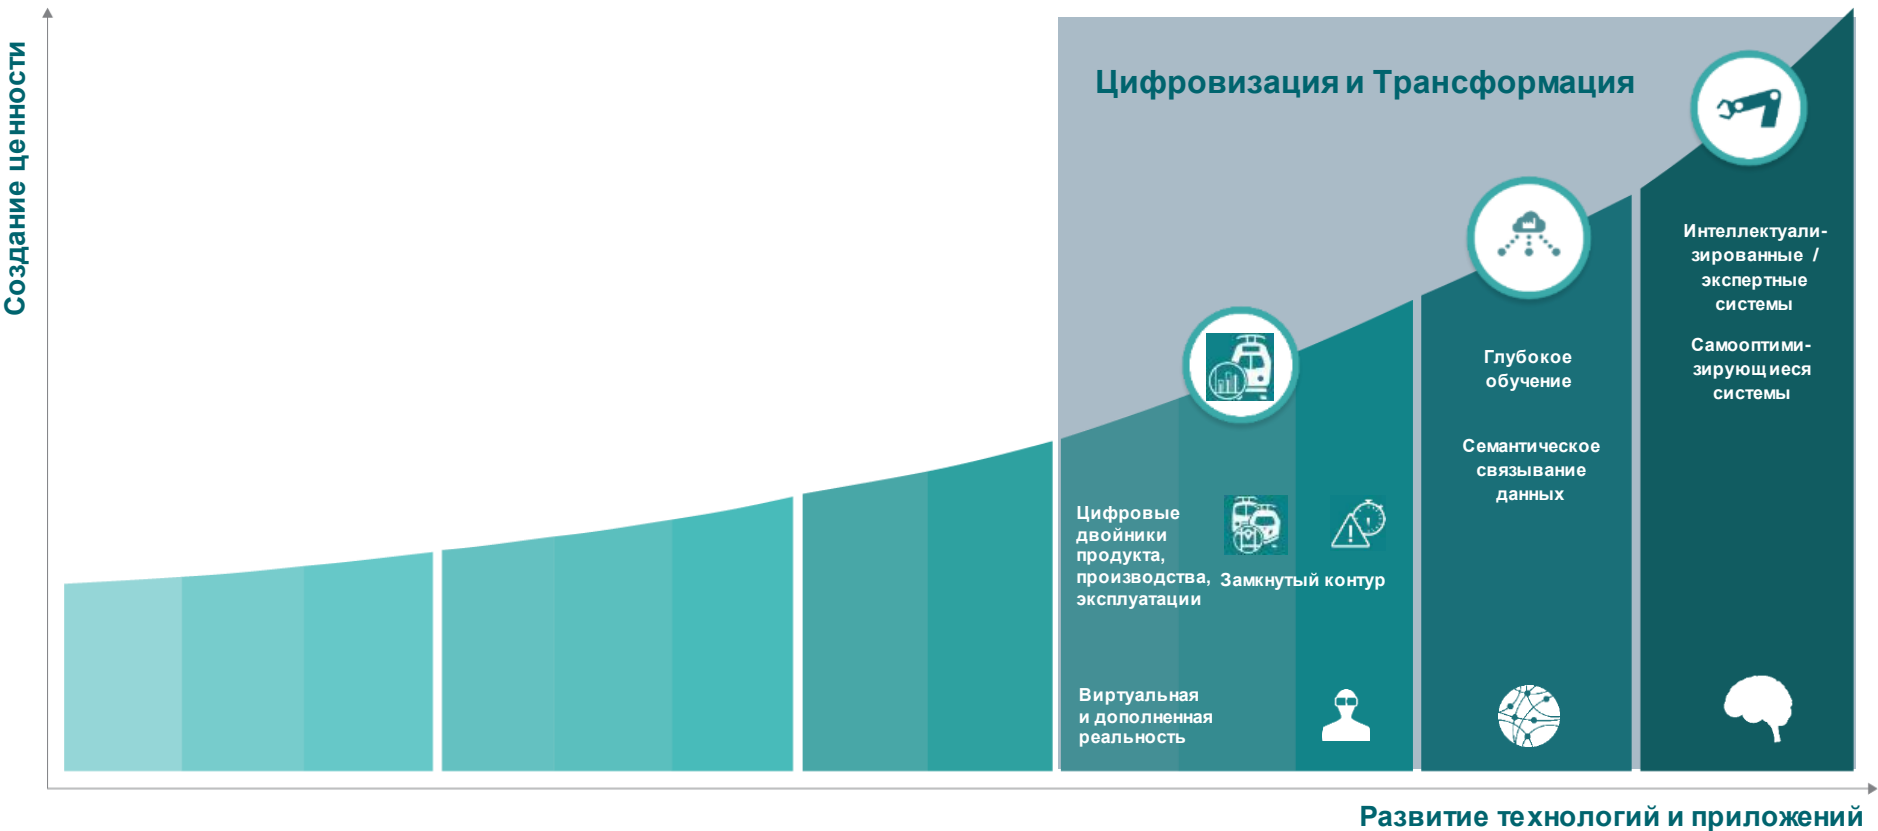 Создание ценности
Цифровизация и Трансформация
Цифровые
двойники
продукта,
производства,
эксплуатации
Замкнутый контур
Виртуальная
и дополненная
реальность
Глубокое
обучение
Семантическое
связывание
данных
Интеллектуали-
зированные /
экспертные
системы
Самооптими-
зирующиеся
системы
Развитие технологий и приложений